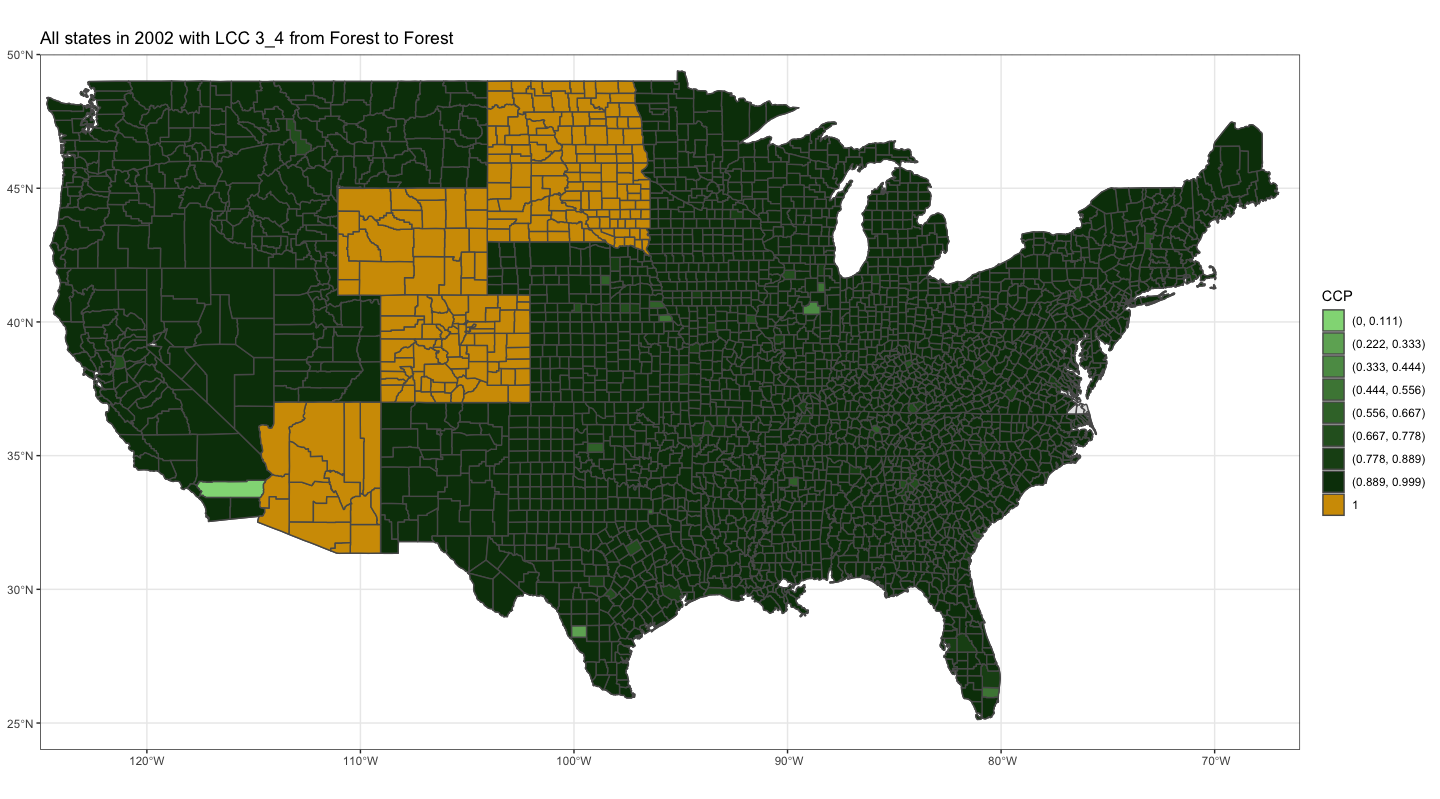 All states in 2002 with LCC 3_4 from Forest to Forest
50°N
45°N
40°N
35°N
30°N
25°N
120°W
110°W
100°W
90°W
80°W
70°W
CCP
(0, 0.111)
(0.222, 0.333)
(0.333, 0.444)
(0.444, 0.556)
(0.556, 0.667)
(0.667, 0.778)
(0.778, 0.889)
(0.889, 0.999)
1